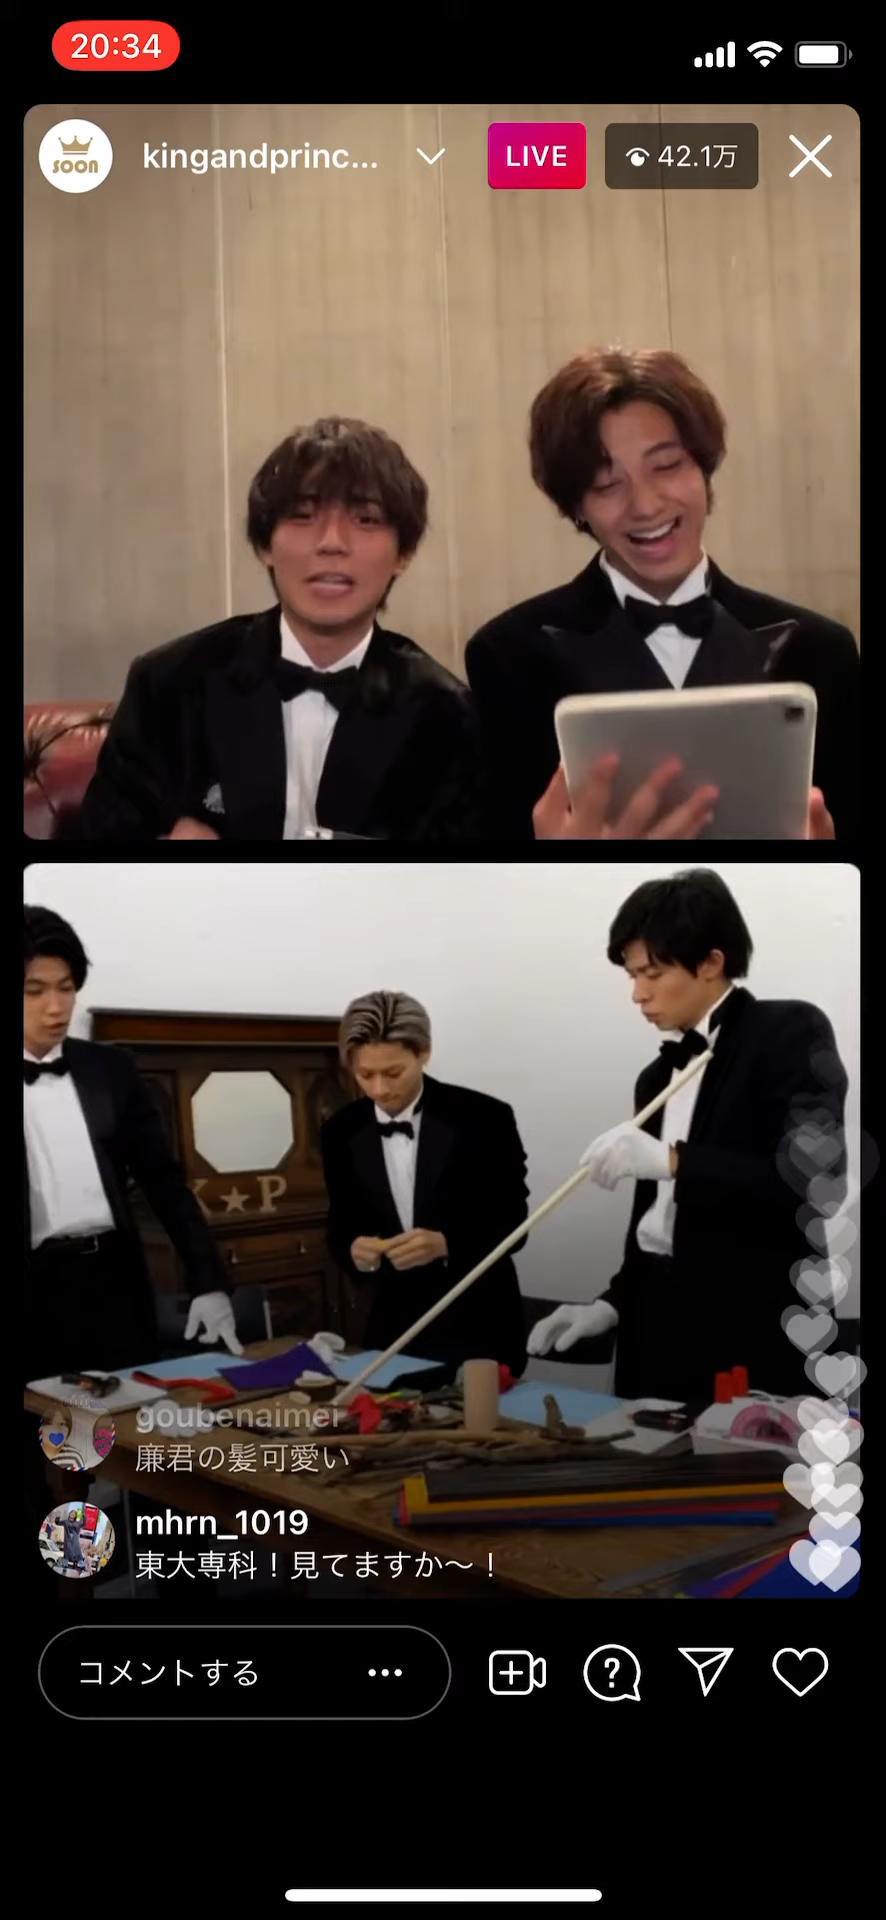 20:34
SOON
kingandprinc...
LIVE
42.1万
K★P
goubenaimei
廉君の髪可愛い
mhrn_1019
東大専科！見てますか〜！
コメントする